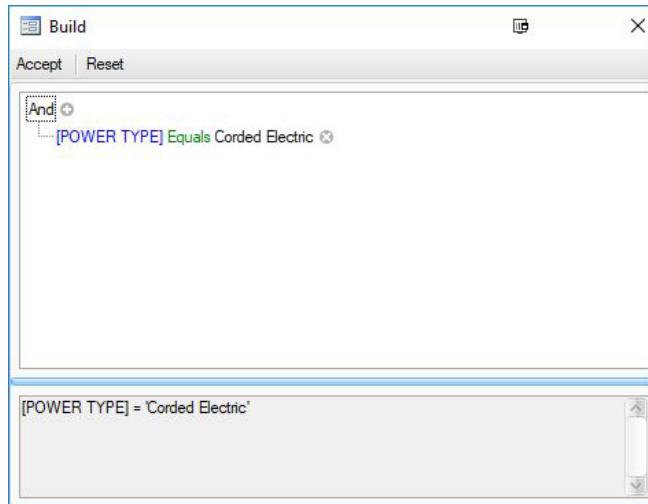 Build
Accept Reset
And
[POWER TYPE] Equals Corded Electric
[POWER TYPE] = 'Corded Electric'